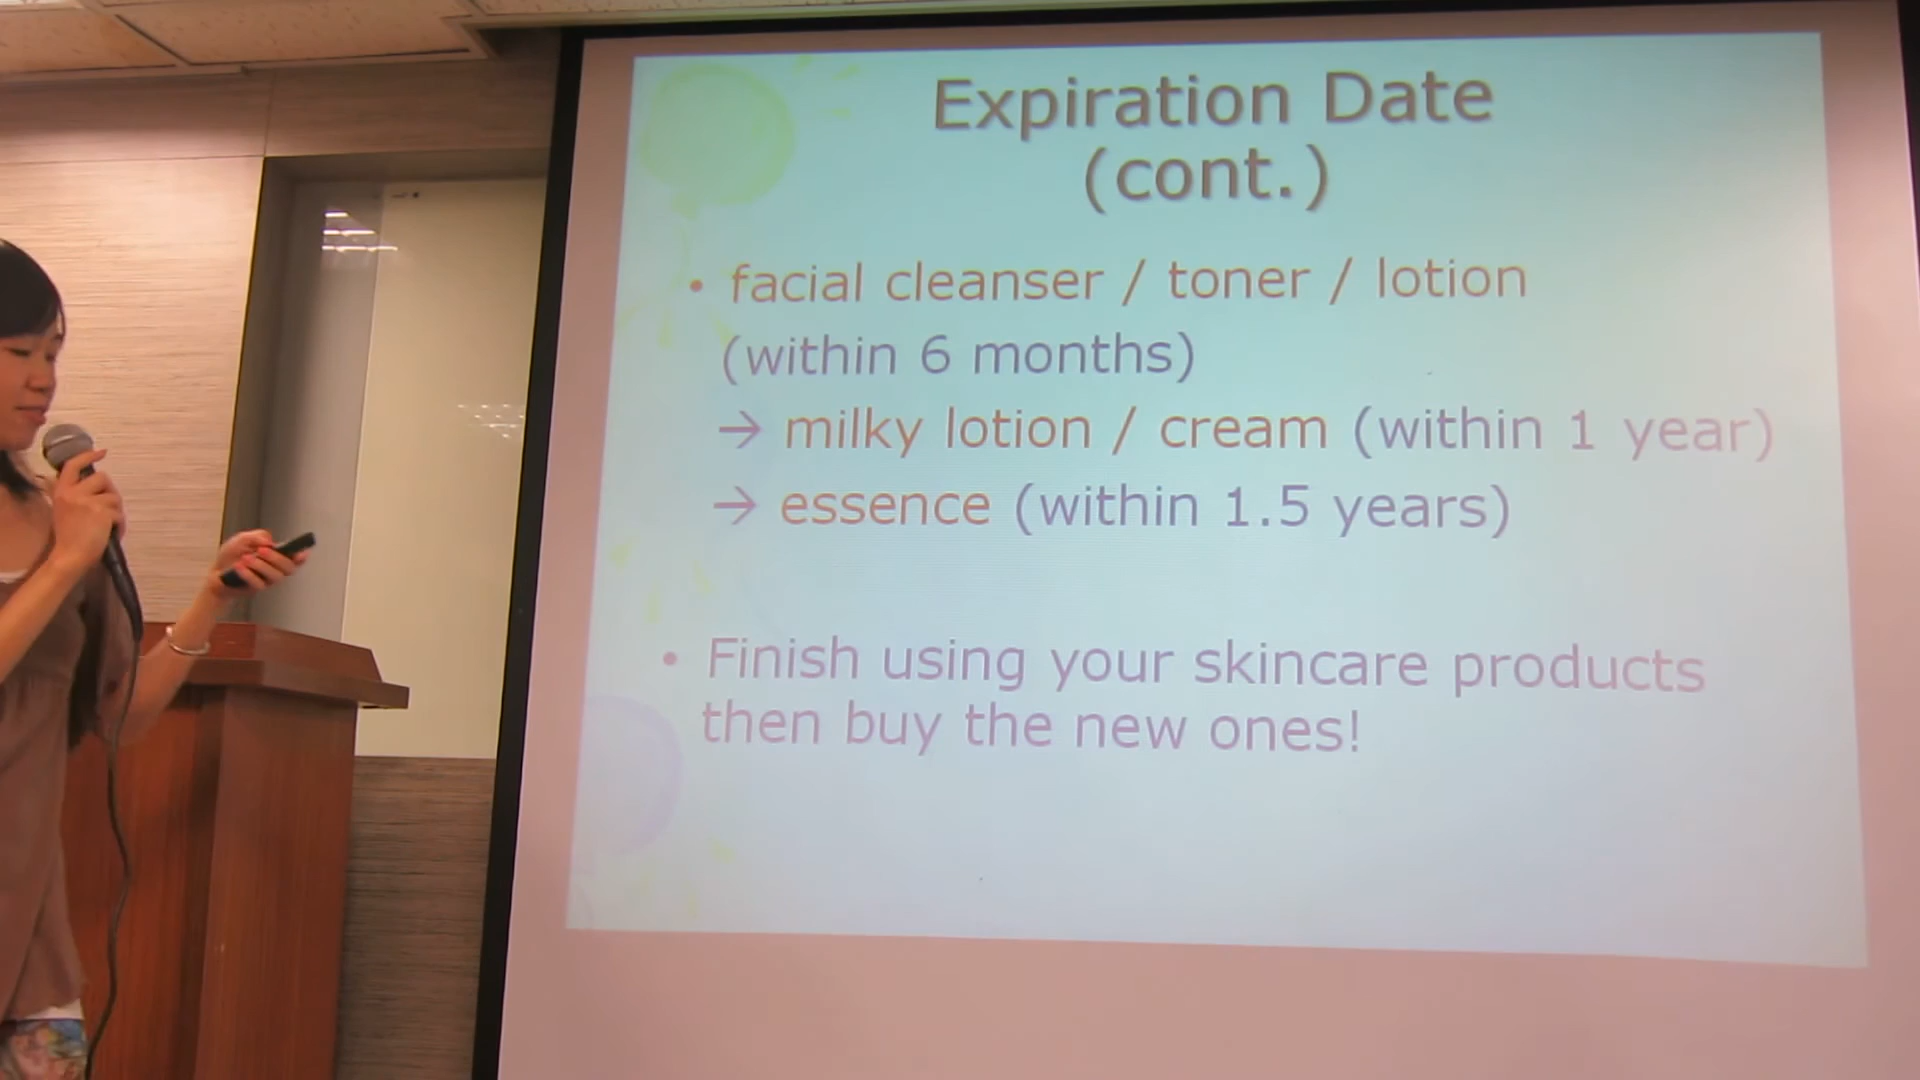 Expiration Date
(cont.)
• facial cleanser / toner / lotion
(within 6 months)
→ milky lotion / cream (within 1 year)
→ essence (within 1.5 years)
• Finish using your skincare products
then buy the new ones!